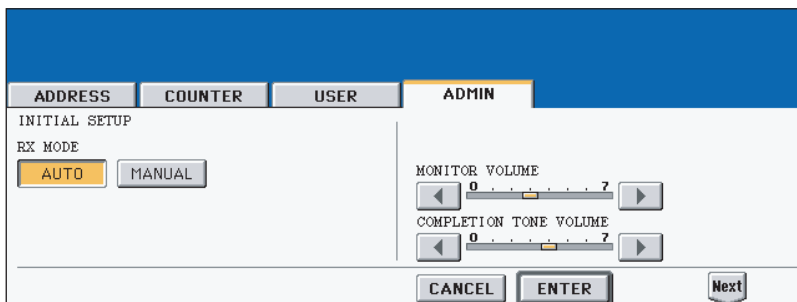 ADDRESS COUNTER USER ADMIN
INITIAL SETUP
RX MODE
AUTO MANUAL
MONITOR VOLUME
0 7
COMPLETION TONE VOLUME
0 7
CANCEL ENTER Next